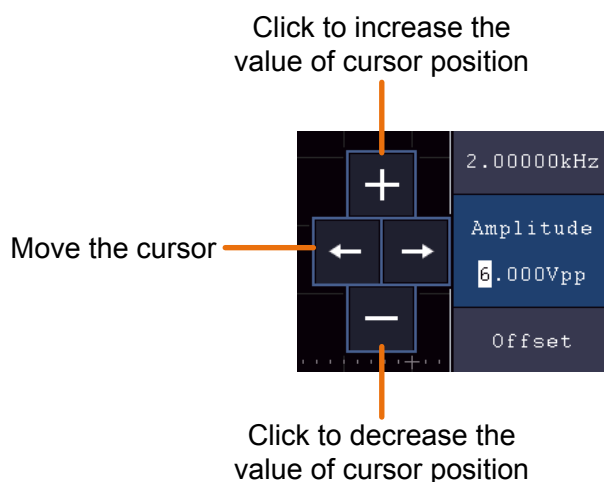 Click to increase the
value of cursor position
2.00000kHz
+
Amplitude
Move the cursor
← →
6.000Vpp
−
Offset
Click to decrease the
value of cursor position